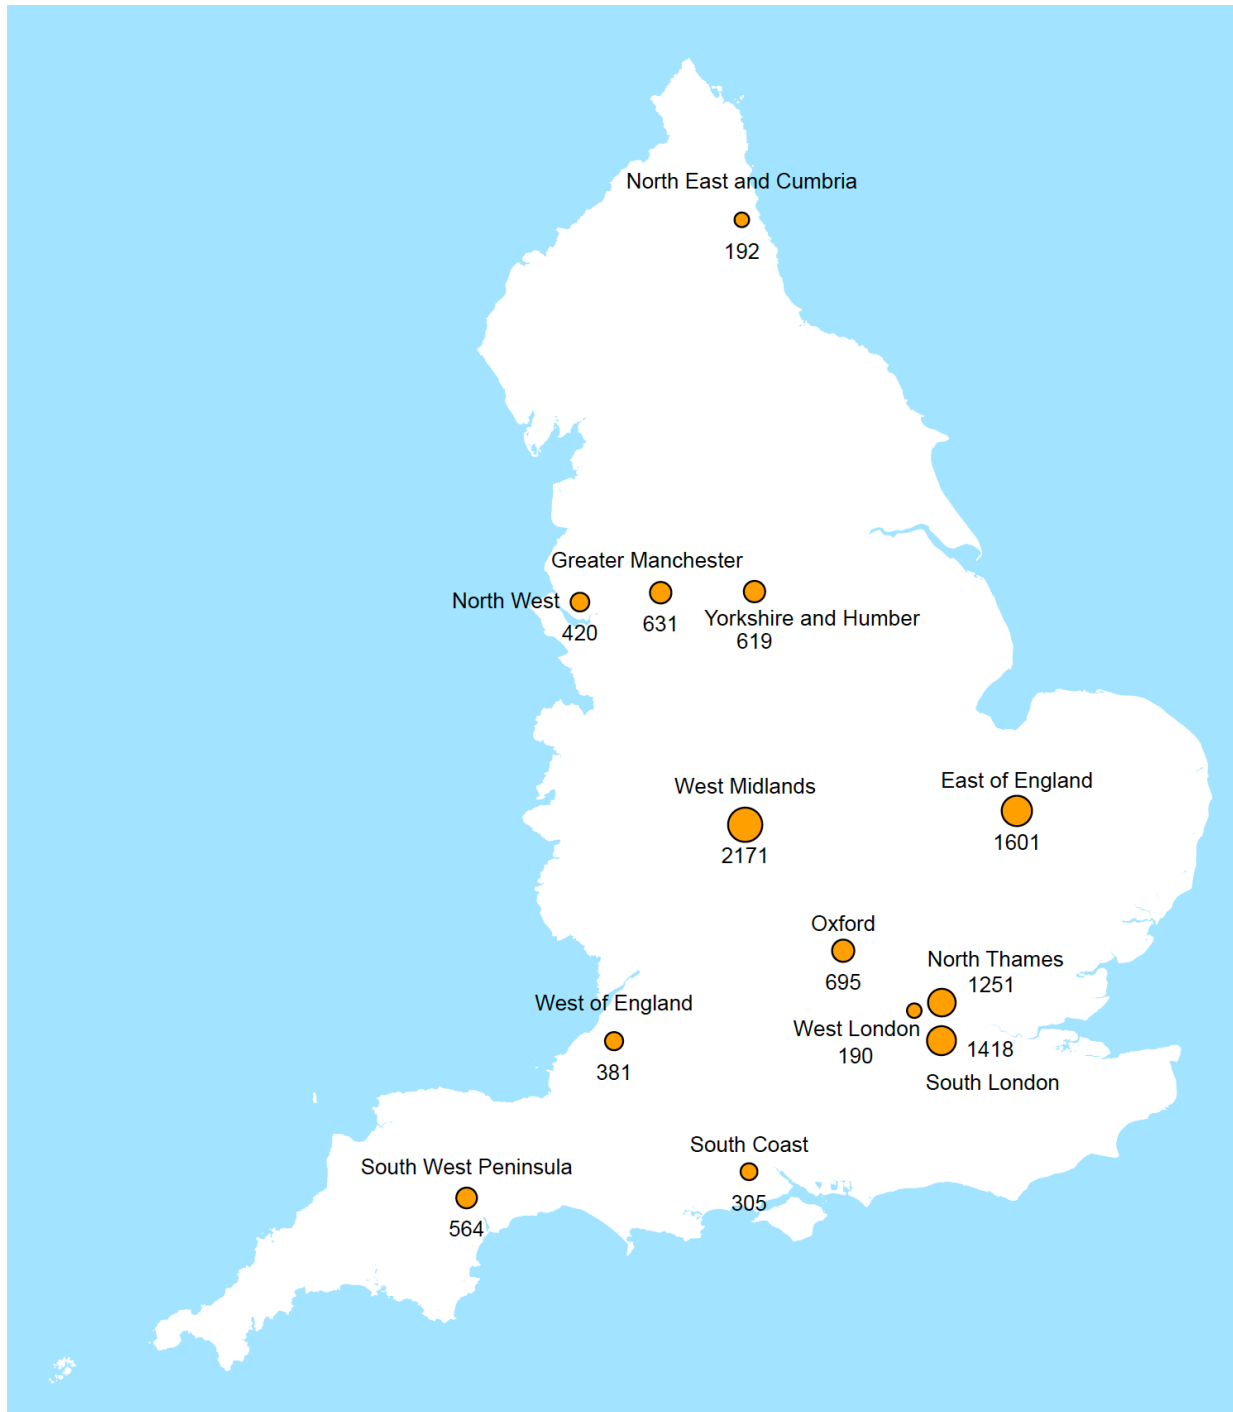 North East and Cumbria
192
Greater Manchester
631
North West
420
Yorkshire and Humber
619
West Midlands
2171
East of England
1601
Oxford
695
North Thames
1251
West London
190
1418
South London
West of England
381
South Coast
305
South West Peninsula
564